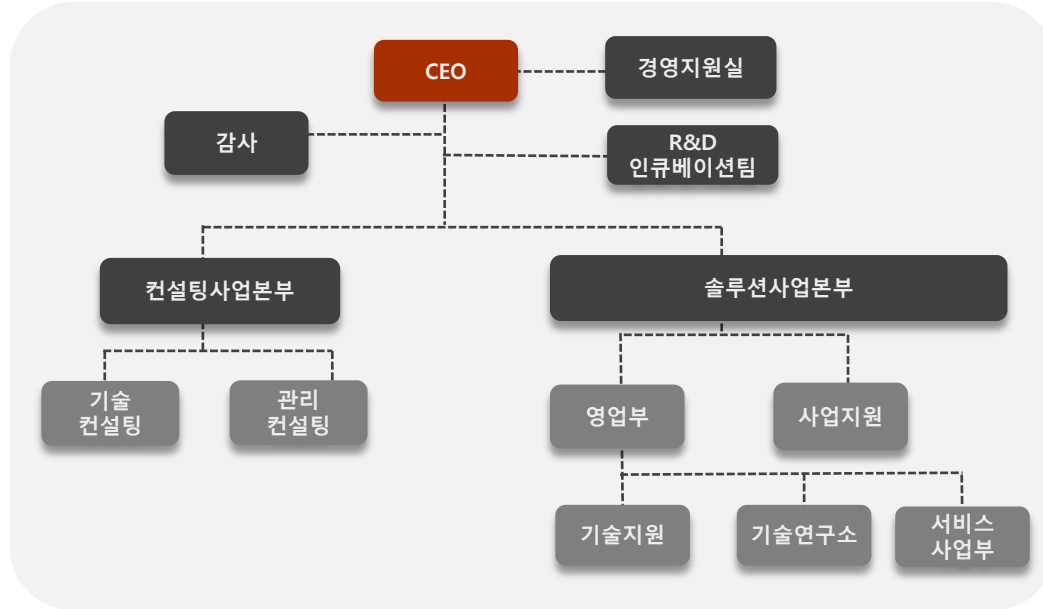 CEO
경영지원실
감사
R&D
인큐베이션팀
컨설팅사업본부
솔루션사업본부
기술
컨설팅
관리
컨설팅
영업부
사업지원
기술지원
기술연구소
서비스
사업부